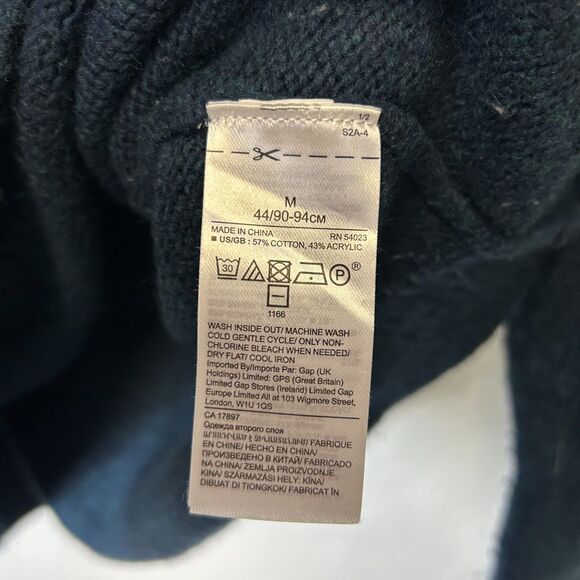 1/2
S2A-4
M
44/90-94см
MADE IN CHINA RN 54023
■ US/GB : 57% COTTON, 43% ACRYLIC
30 P ®
1166
WASH INSIDE OUT/ MACHINE WASH
COLD GENTLE CYCLE/ ONLY NON-
CHLORINE BLEACH WHEN NEEDED/
DRY FLAT/ COOL IRON
Imported By/Importe Par: Gap (UK
Holdings) Limited: GPS (Great Britain)
Limited Gap Stores (Ireland) Limited Gap
Europe Limited All at 103 Wigmore Street,
London, W1U 1QS
CA 17897
Одежда второго слоя
/ FABRIQUE
EN CHINE/ HECHO EN CHINA/
ПРОИЗВЕДЕНО В КИТАЙ/ FABRICADO
NA CHINA/ ZEMLJA PROIZVODNJE
KINA/ SZÁRMAZÁSI HELY: KÍNA/
DIBUAT DI TIONGKOK/ FABRICAT ÎN